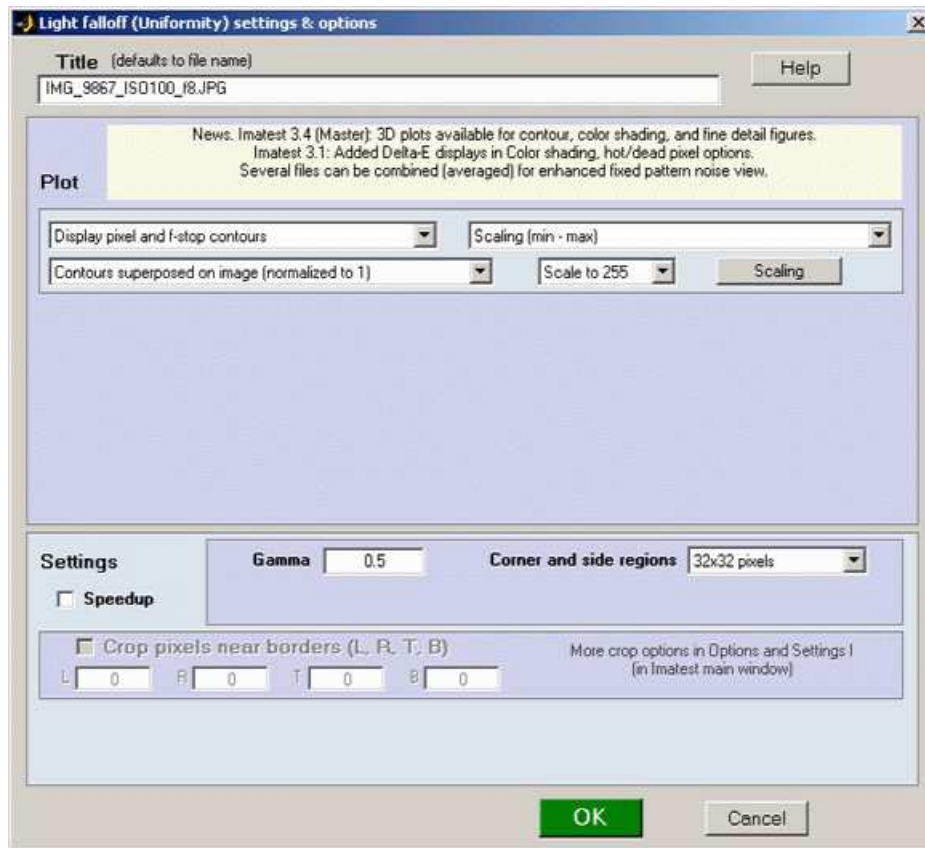 Light falloff (Uniformity) settings & options
Title (defaults to file name)
Help
IMG_9867_ISO100_f8.JPG
News. Imatest 3.4 (Master): 3D plots available for contour, color shading, and fine detail figures.
Imatest 3.1: Added Delta-E displays in Color shading, hot/dead pixel options.
Several files can be combined (averaged) for enhanced fixed pattern noise view.
Plot
Display pixel and f-stop contours
Scaling (min - max)
Contours superposed on image (normalized to 1)
Scale to 255
Scaling
Settings
Gamma 0.5
Corner and side regions 32x32 pixels
Speedup
Crop pixels near borders (L, R, T, B)
More crop options in Options and Settings I
(in Imatest main window)
L 0 R 0 T 0 B 0
OK
Cancel